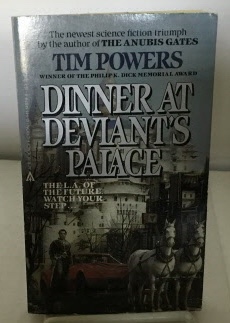 The newest science fiction triumph
by the author of THE ANUBIS GATES
TIM POWERS
WINNER OF THE PHILIP K. DICK MEMORIAL AWARD
DINNER AT
DEVIANT'S
PALACE
THE L.A. OF
THE FUTURE
WATCH YOUR
STEP...